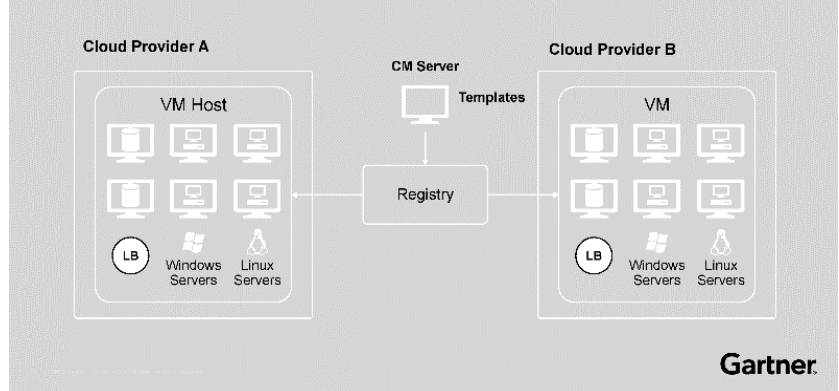 Cloud Provider A
Cloud Provider B
CM Server
Templates
VM Host
VM
Registry
LB
Windows
Servers
Linux
Servers
LB
Windows
Servers
Linux
Servers
Gartner